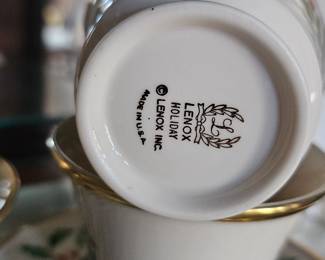 L
LENOX
HOLIDAY
© LENOX INC.
MADE IN U.S.A.